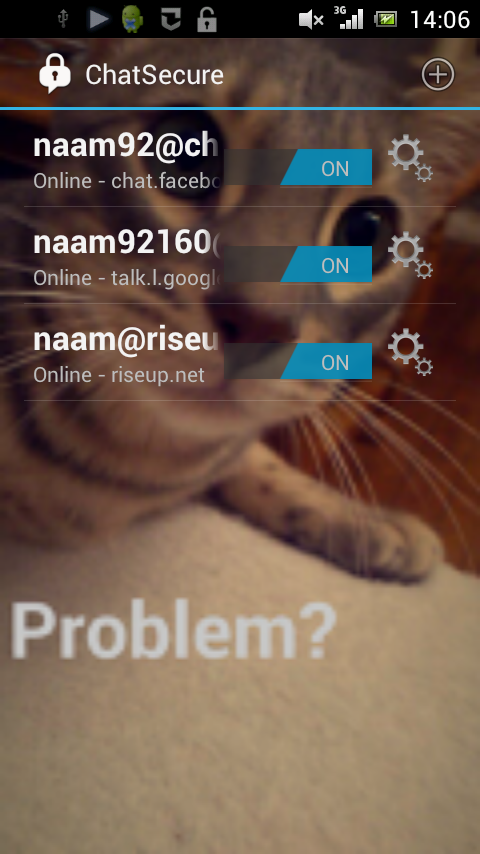 3G 14:06
ChatSecure
naam92@ch
Online - chat.facebo
ON
naam92160@
Online - talk.l.google
ON
naam@riseu
Online - riseup.net
ON
Problem?